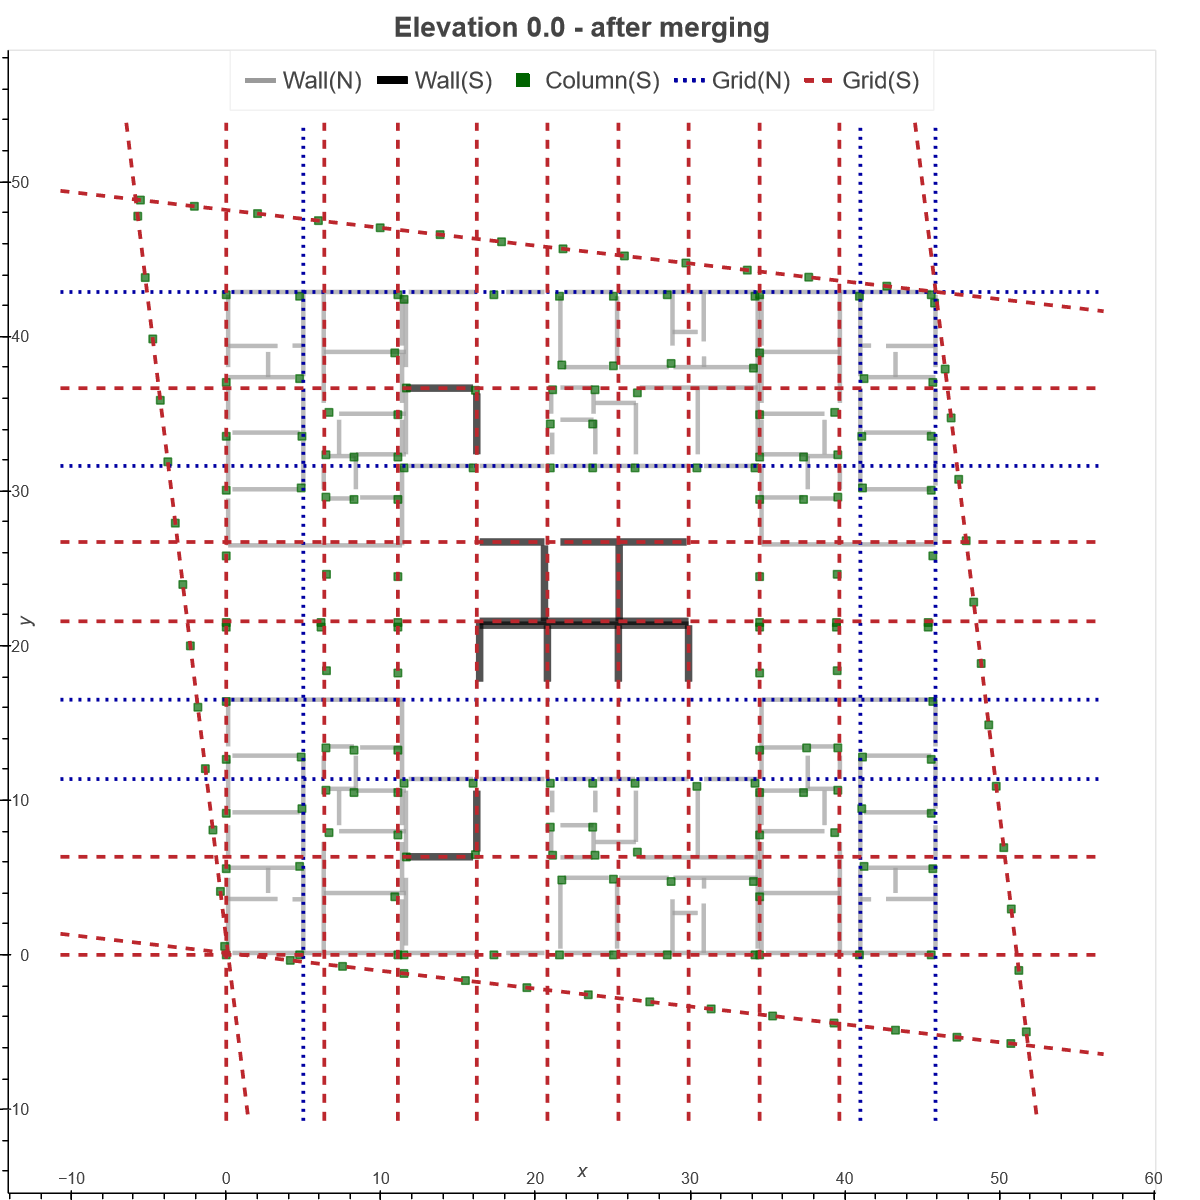 Elevation 0.0 - after merging
Wall(N) Wall(S) Column(S) Grid(N) Grid(S)
50
40
30
y
20
10
0
10
x
−10 0 10 20 30 40 50 60